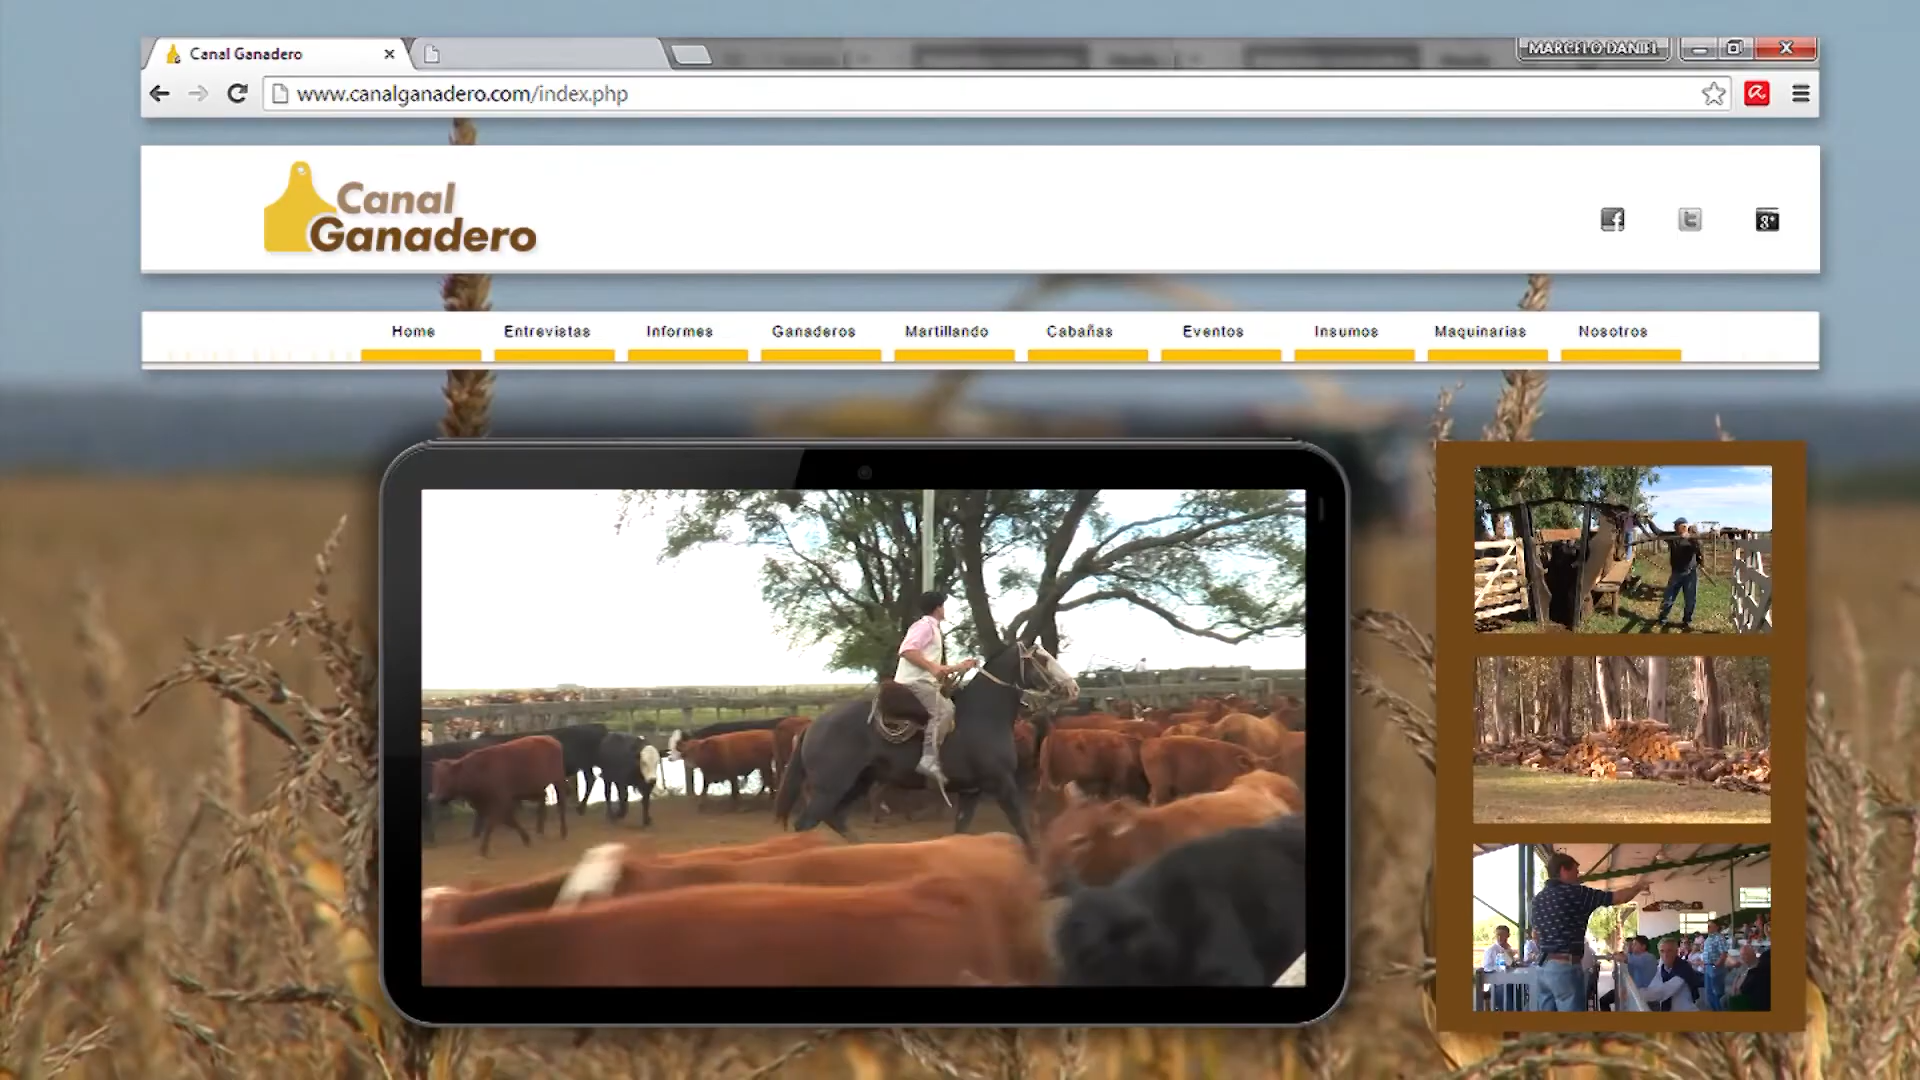 Canal Ganadero
MARCELO DANIEL
www.canalganadero.com/index.php
Canal
Ganadero
Home Entrevistas Informes Ganaderos Martillando Cabañas Eventos Insumos Maquinarias Nosotros